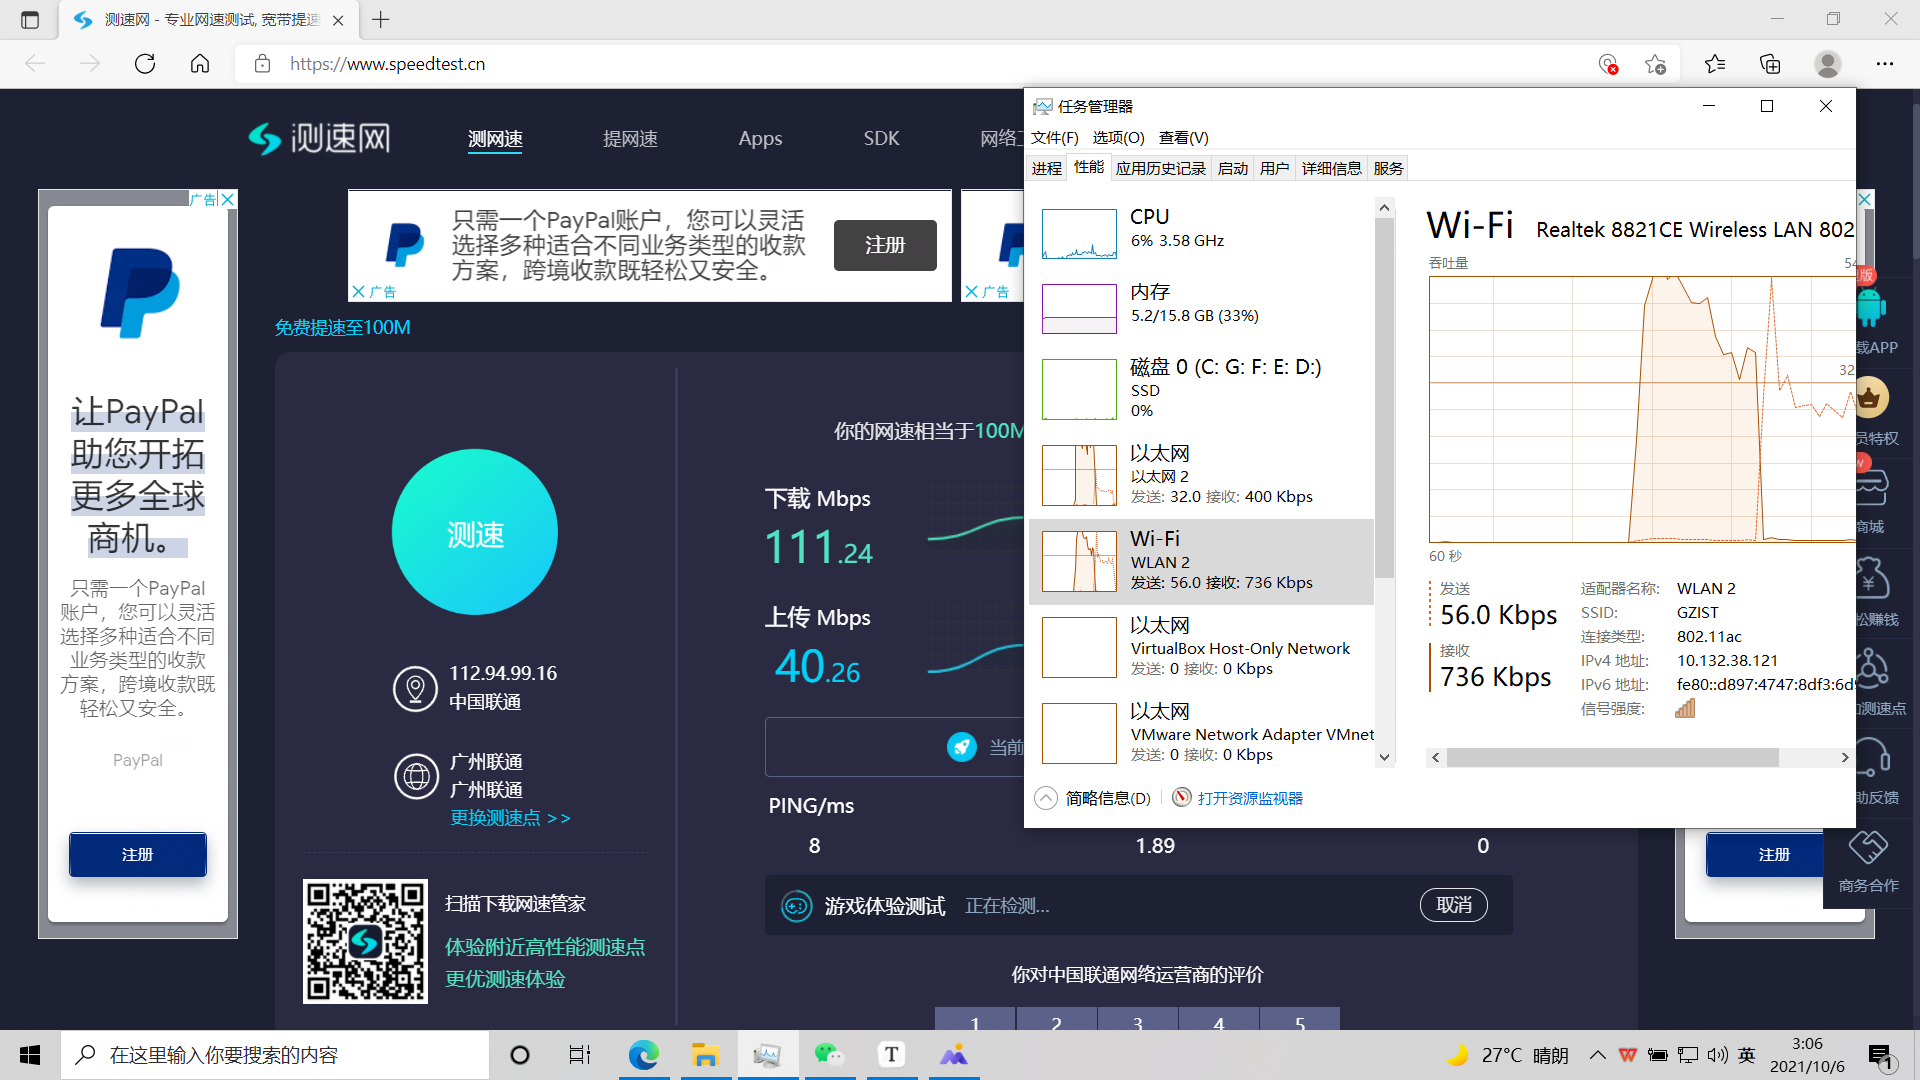 测速网 - 专业网速测试, 宽带提速
https://www.speedtest.cn
测速网
测网速
提网速
Apps
SDK
网络工
广告
让PayPal
助您开拓
更多全球
商机。
只需一个PayPal
账户，您可以灵活
选择多种适合不同
业务类型的收款
方案，跨境收款既
轻松又安全。
PayPal
注册
只需一个PayPal账户，您可以灵活
选择多种适合不同业务类型的收款
方案，跨境收款既轻松又安全。
注册
广告
广告
免费提速至100M
测速
112.94.99.16
中国联通
广州联通
广州联通
更换测速点 >>
扫描下载网速管家
体验附近高性能测速点
更优测速体验
你的网速相当于100M
下载 Mbps
111.24
上传 Mbps
40.26
当前
PING/ms
8
1.89
0
游戏体验测试 正在检测...
取消
你对中国联通网络运营商的评价
1 2 3 4 5
任务管理器
文件(F) 选项(O) 查看(V)
进程 性能 应用历史记录 启动 用户 详细信息 服务
CPU
6% 3.58 GHz
内存
5.2/15.8 GB (33%)
磁盘 0 (C: G: F: E: D:)
SSD
0%
以太网
以太网 2
发送: 32.0 接收: 400 Kbps
Wi-Fi
WLAN 2
发送: 56.0 接收: 736 Kbps
以太网
VirtualBox Host-Only Network
发送: 0 接收: 0 Kbps
以太网
VMware Network Adapter VMnet
发送: 0 接收: 0 Kbps
简略信息(D)
打开资源监视器
Wi-Fi
Realtek 8821CE Wireless LAN 802
吞吐量
54
32
60 秒
发送
56.0 Kbps
接收
736 Kbps
适配器名称: WLAN 2
SSID: GZIST
连接类型: 802.11ac
IPv4 地址: 10.132.38.121
IPv6 地址: fe80::d897:4747:8df3:6d
信号强度:
版
载APP
员特权
商城
松赚钱
测速点
助反馈
商务合作
注册
在这里输入你要搜索的内容
27°C 晴朗
英
3:06
2021/10/6
1